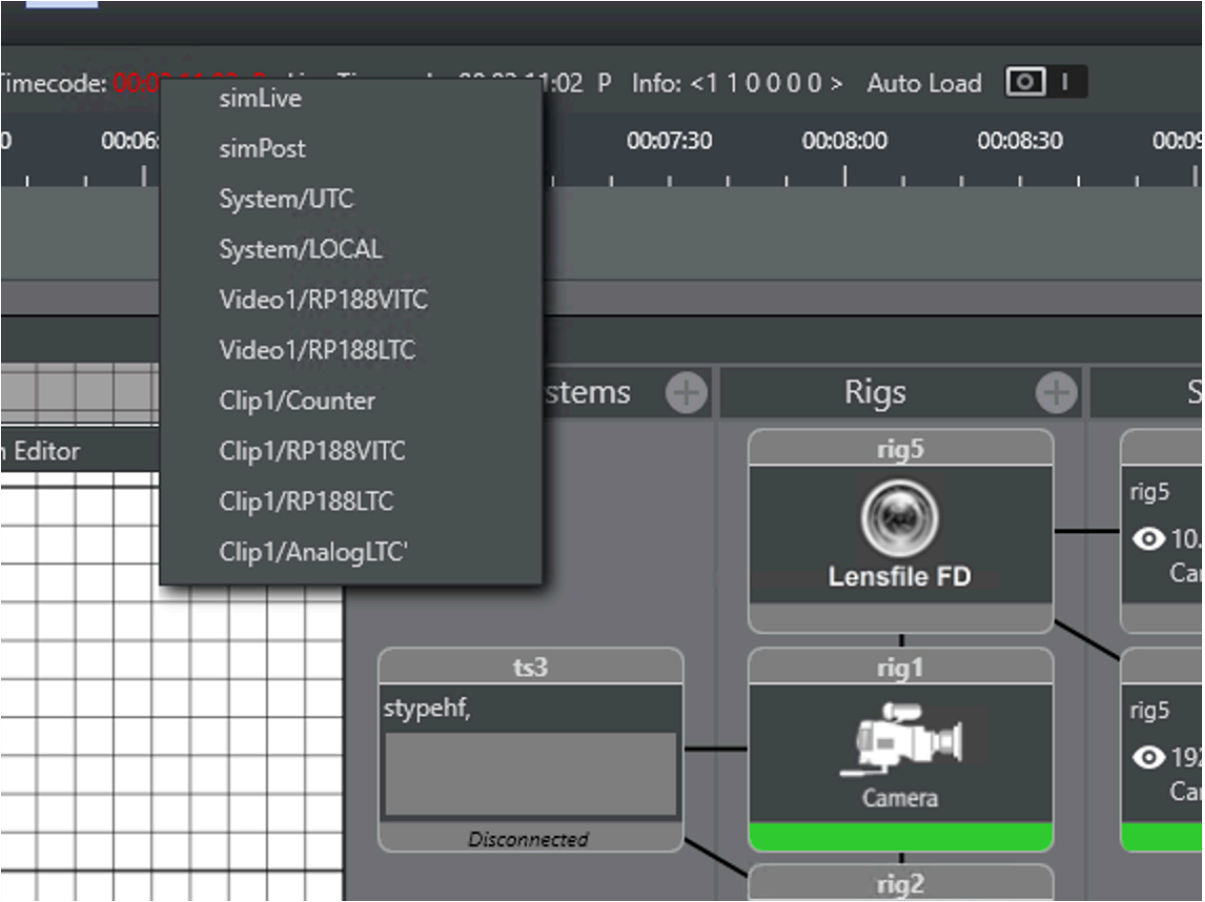 Timecode: 11:02 P Info: <1 1 0 0 0 0 > Auto Load
00:07:30 00:08:00 00:08:30
simLive
simPost
System/UTC
System/LOCAL
Video1/RP188VITC
Video1/RP188LTC
Clip1/Counter
Clip1/RP188VITC
Clip1/RP188LTC
Clip1/AnalogLTC'
Editor
stems
Rigs
rig5
Lensfile FD
rig5
10.
ts3
stypehf,
Disconnected
rig1
Camera
rig5
192
rig2